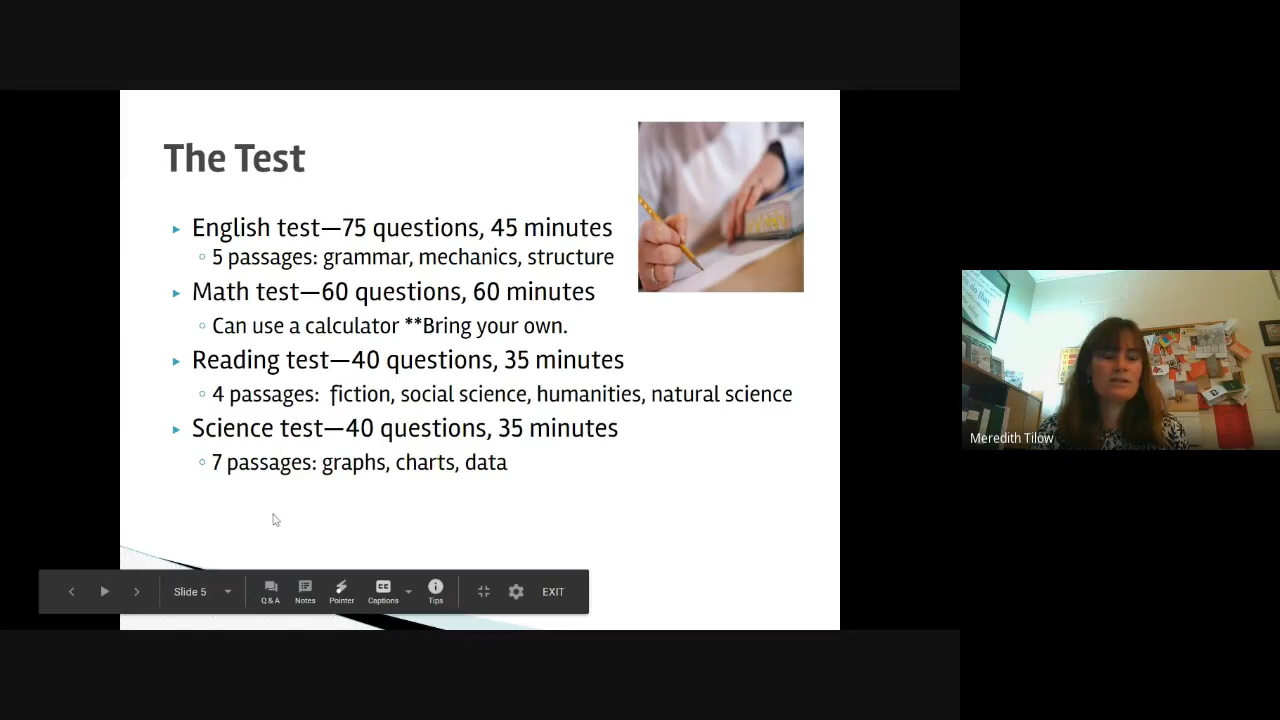 The Test
English test—75 questions, 45 minutes
5 passages: grammar, mechanics, structure
Math test—60 questions, 60 minutes
Can use a calculator **Bring your own.
Reading test—40 questions, 35 minutes
4 passages: fiction, social science, humanities, natural science
Science test—40 questions, 35 minutes
7 passages: graphs, charts, data
Slide 5
Q & A
Notes
Pointer
CC
Captions
Tips
EXIT
do that
Meredith Tilow